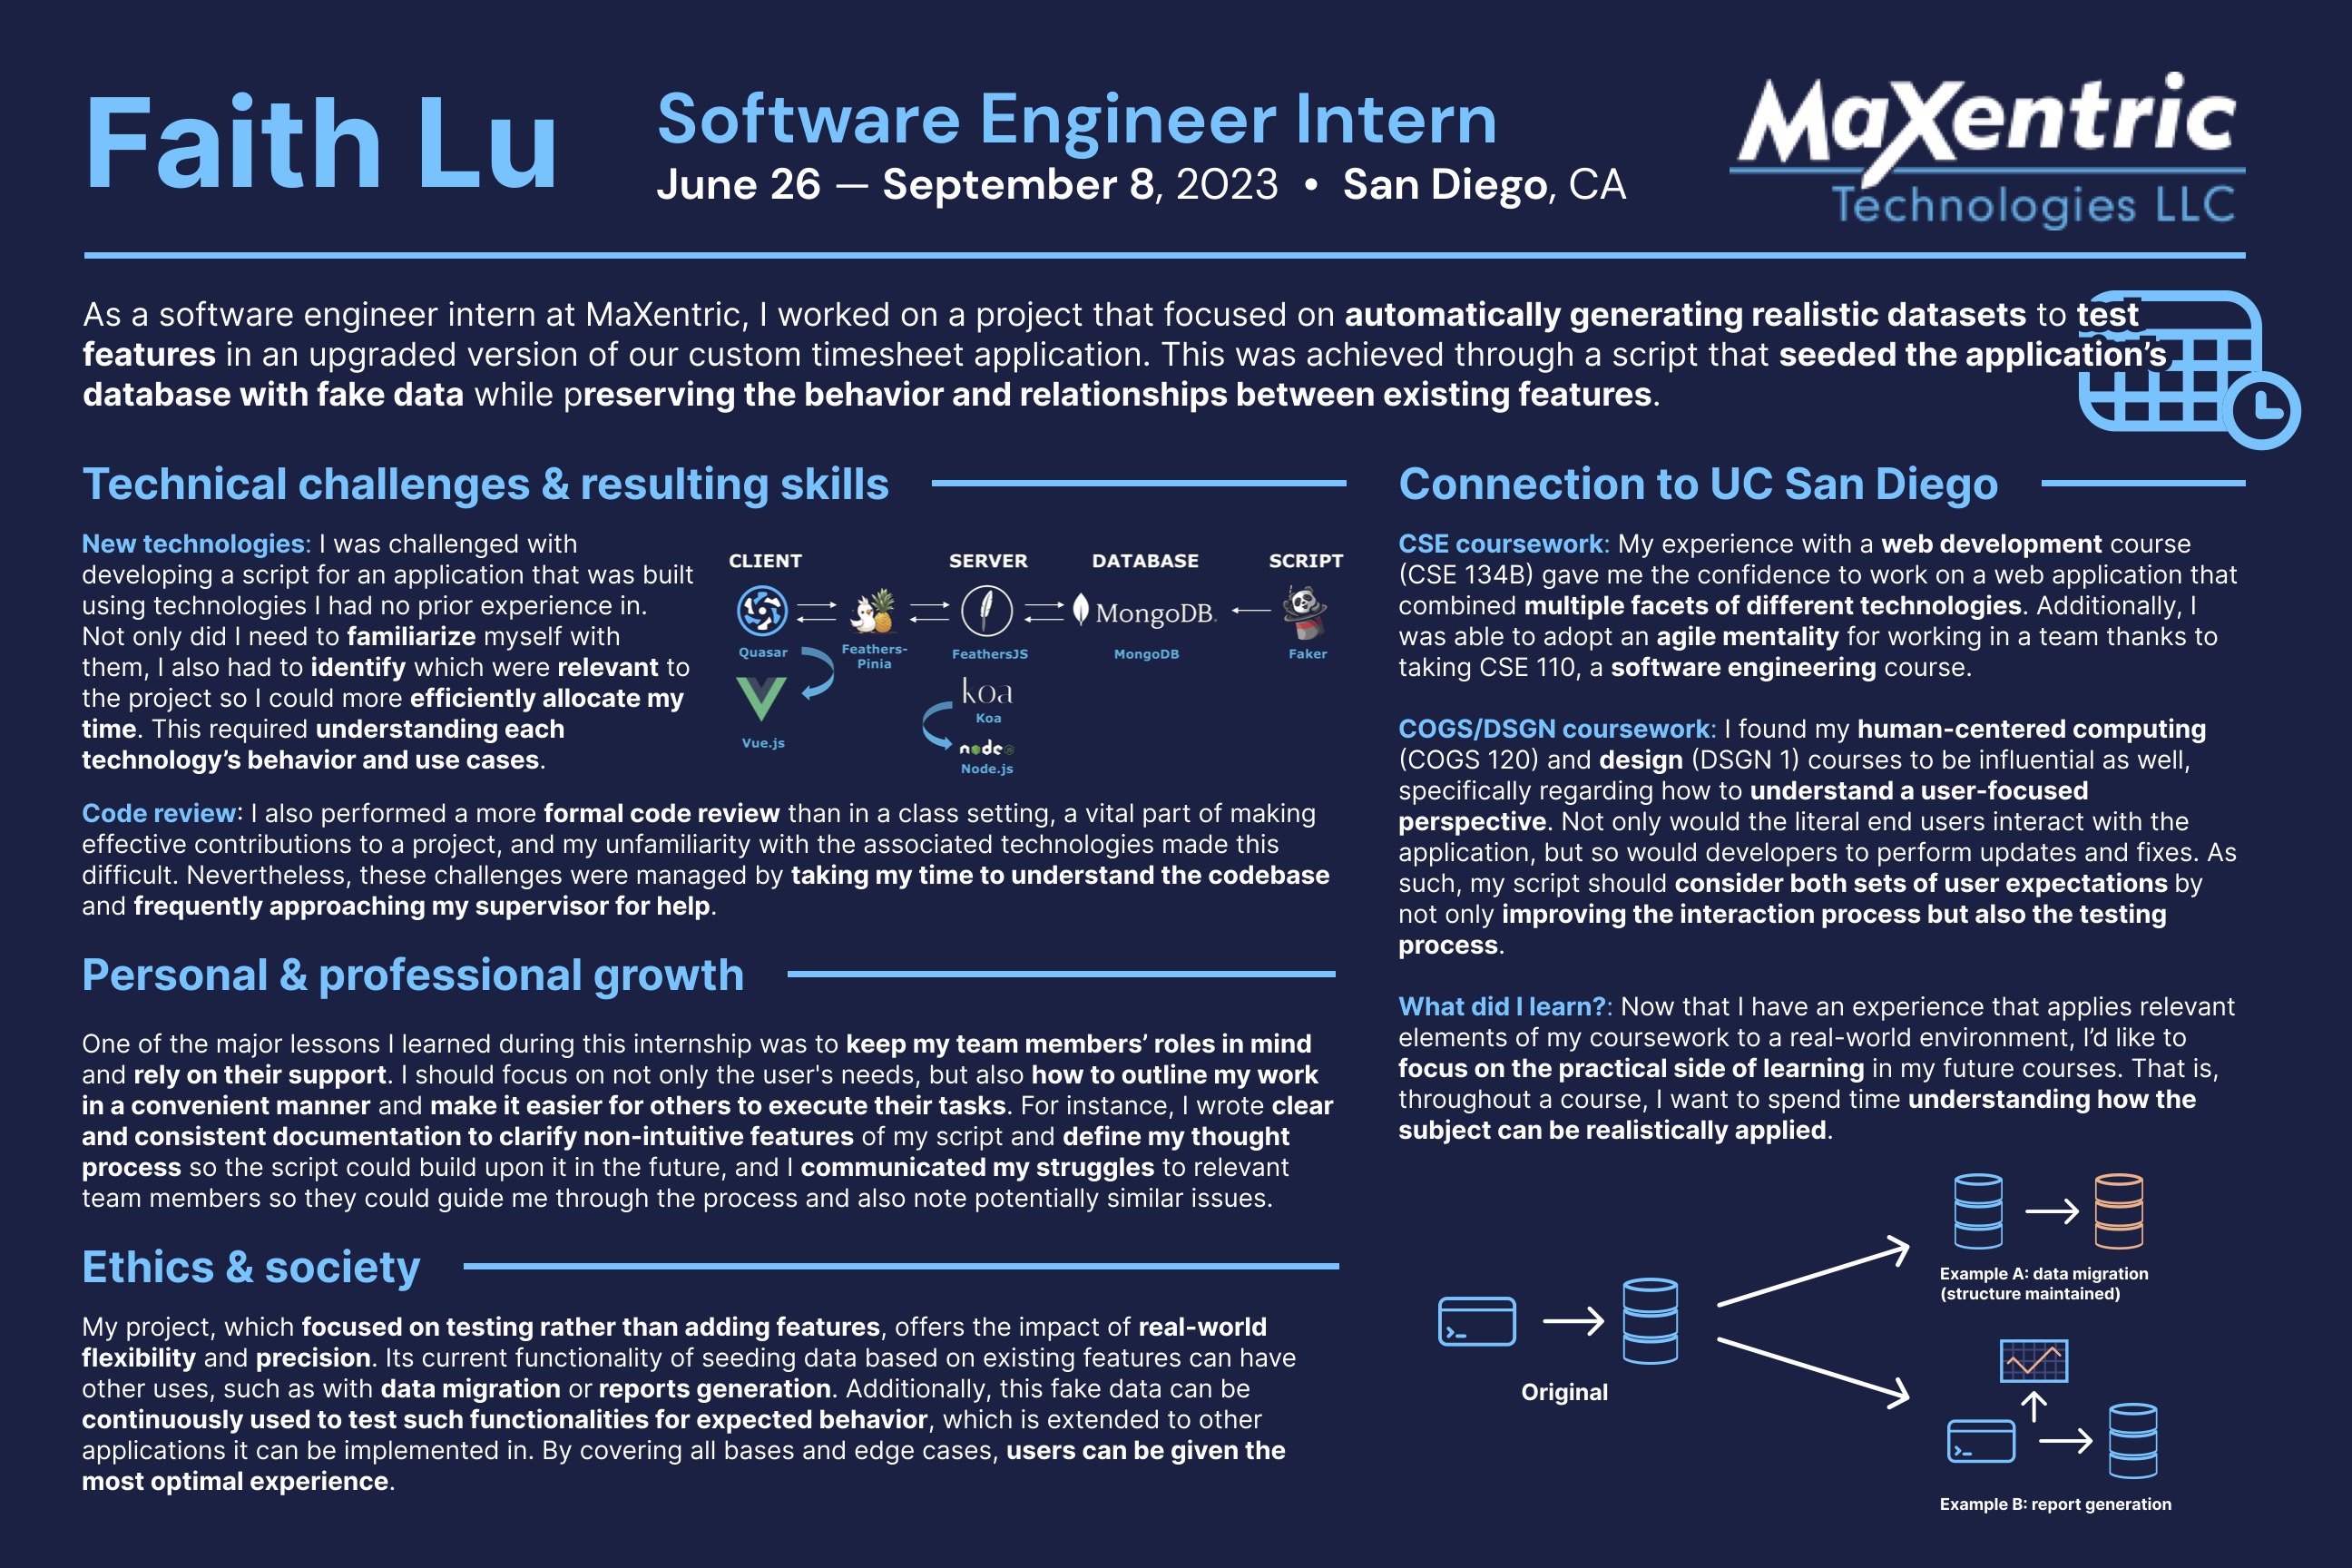 Faith Lu
Software Engineer Intern
June 26 — September 8, 2023 • San Diego, CA
MaXentric
Technologies LLC
As a software engineer intern at MaXentric, I worked on a project that focused on automatically generating realistic datasets to test
features in an upgraded version of our custom timesheet application. This was achieved through a script that seeded the application’s
database with fake data while preserving the behavior and relationships between existing features.
Technical challenges & resulting skills
New technologies: I was challenged with
developing a script for an application that was built
using technologies I had no prior experience in.
Not only did I need to familiarize myself with
them, I also had to identify which were relevant to
the project so I could more efficiently allocate my
time. This required understanding each
technology’s behavior and use cases.
CLIENT SERVER DATABASE SCRIPT
MongoDB.
Quasar Feathers-Pinia FeathersJS MongoDB Faker
koa
Koa
Vue.js
node
Node.js
Code review: I also performed a more formal code review than in a class setting, a vital part of making
effective contributions to a project, and my unfamiliarity with the associated technologies made this
difficult. Nevertheless, these challenges were managed by taking my time to understand the codebase
and frequently approaching my supervisor for help.
Personal & professional growth
One of the major lessons I learned during this internship was to keep my team members’ roles in mind
and rely on their support. I should focus on not only the user's needs, but also how to outline my work
in a convenient manner and make it easier for others to execute their tasks. For instance, I wrote clear
and consistent documentation to clarify non-intuitive features of my script and define my thought
process so the script could build upon it in the future, and I communicated my struggles to relevant
team members so they could guide me through the process and also note potentially similar issues.
Ethics & society
My project, which focused on testing rather than adding features, offers the impact of real-world
flexibility and precision. Its current functionality of seeding data based on existing features can have
other uses, such as with data migration or reports generation. Additionally, this fake data can be
continuously used to test such functionalities for expected behavior, which is extended to other
applications it can be implemented in. By covering all bases and edge cases, users can be given the
most optimal experience.
Connection to UC San Diego
CSE coursework: My experience with a web development course
(CSE 134B) gave me the confidence to work on a web application that
combined multiple facets of different technologies. Additionally, I
was able to adopt an agile mentality for working in a team thanks to
taking CSE 110, a software engineering course.
COGS/DSGN coursework: I found my human-centered computing
(COGS 120) and design (DSGN 1) courses to be influential as well,
specifically regarding how to understand a user-focused
perspective. Not only would the literal end users interact with the
application, but so would developers to perform updates and fixes. As
such, my script should consider both sets of user expectations by
not only improving the interaction process but also the testing
process.
What did I learn?: Now that I have an experience that applies relevant
elements of my coursework to a real-world environment, I’d like to
focus on the practical side of learning in my future courses. That is,
throughout a course, I want to spend time understanding how the
subject can be realistically applied.
Original
Example A: data migration
(structure maintained)
Example B: report generation